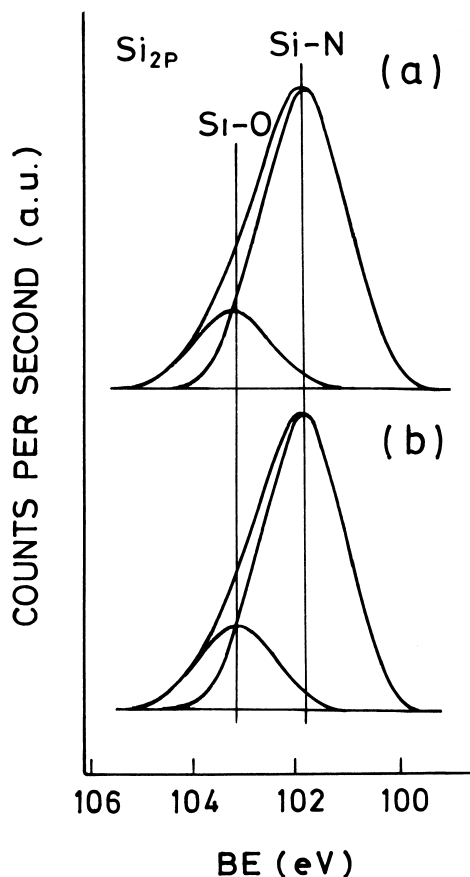 Si2P
Si-N
(a)
Si-O
(b)
COUNTS PER SECOND (a.u.)
106 104 102 100
BE (eV)